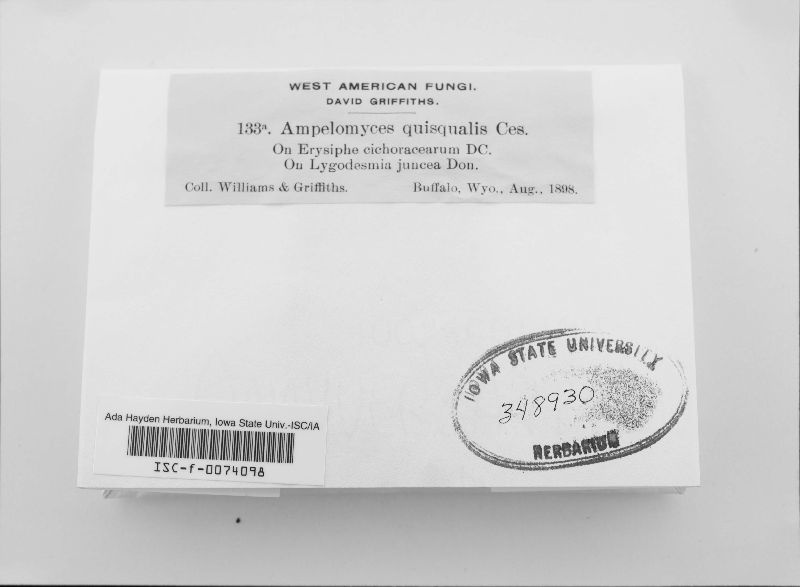 WEST AMERICAN FUNGI.
DAVID GRIFFITHS.
133ª. Ampelomyces quisqualis Ces.
On Erysiphe cichoracearum DC.
On Lygodesmia juncea Don.
Coll. Williams & Griffiths. Buffalo, Wyo., Aug., 1898.
IOWA STATE UNIVERSITY
348930
HERBARIUM
Ada Hayden Herbarium, Iowa State Univ.-ISC/IA
ISC-f-0074098